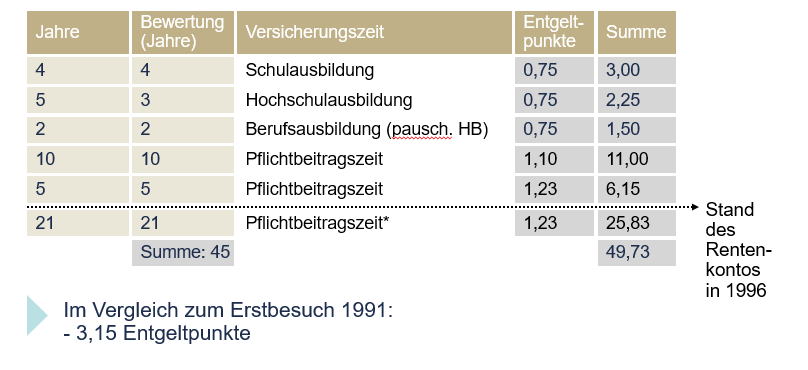 Jahre Bewertung (Jahre) Versicherungszeit Entgelt-punkte Summe
4 4 Schulausbildung 0,75 3,00
5 3 Hochschulausbildung 0,75 2,25
2 2 Berufsausbildung (pausch. HB) 0,75 1,50
10 10 Pflichtbeitragszeit 1,10 11,00
5 5 Pflichtbeitragszeit 1,23 6,15
21 21 Pflichtbeitragszeit* 1,23 25,83
Summe: 45 49,73
Stand
des
Renten-
kontos
in 1996
Im Vergleich zum Erstbesuch 1991:
- 3,15 Entgeltpunkte